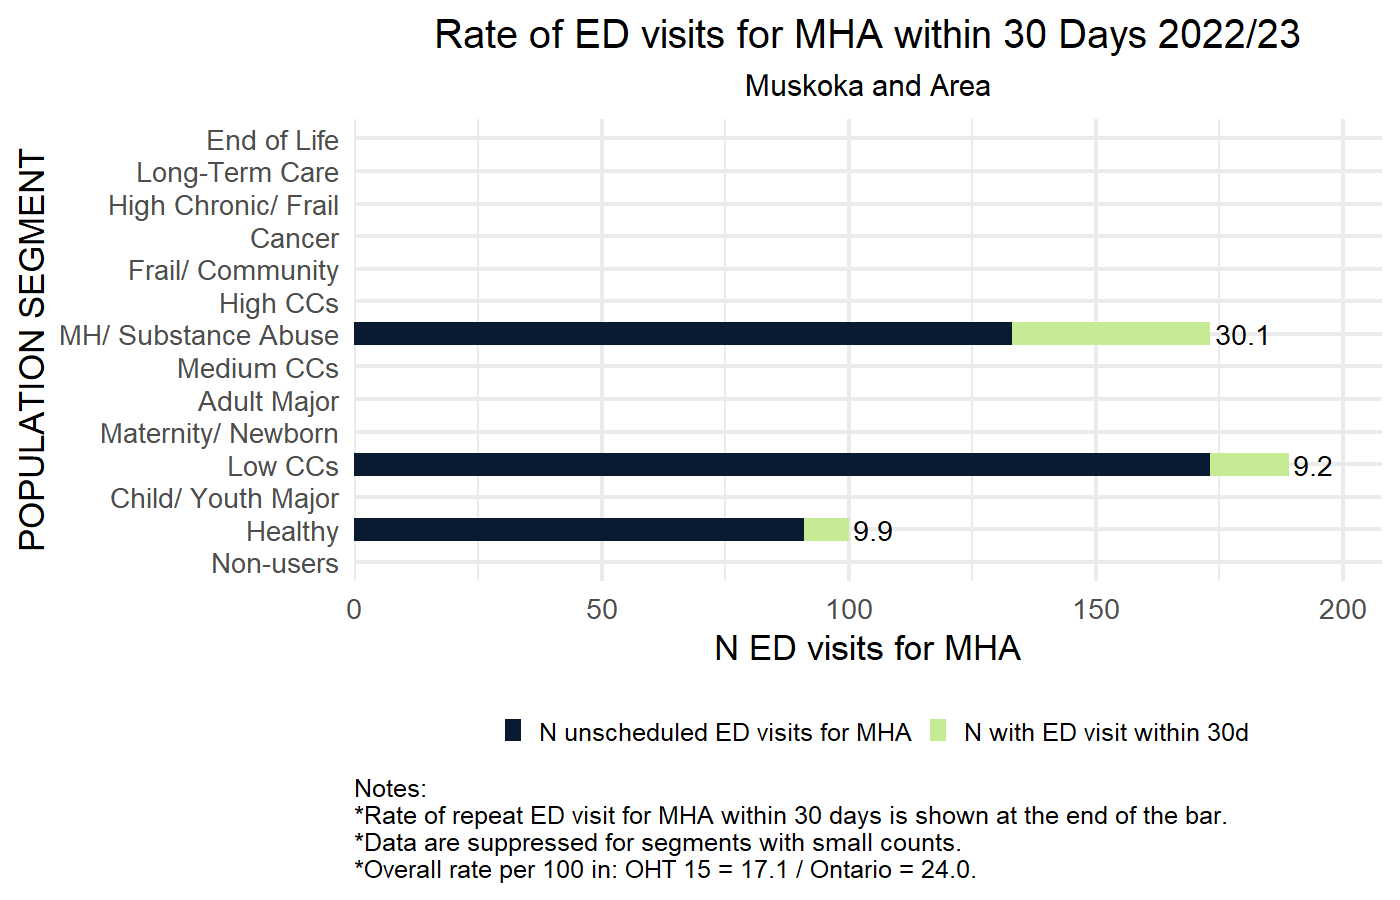 Rate of ED visits for MHA within 30 Days 2022/23
Muskoka and Area
POPULATION SEGMENT
End of Life
Long-Term Care
High Chronic/ Frail
Cancer
Frail/ Community
High CCs
MH/ Substance Abuse
30.1
Medium CCs
Adult Major
Maternity/ Newborn
Low CCs
9.2
Child/ Youth Major
Healthy
9.9
Non-users
0 50 100 150 200
N ED visits for MHA
N unscheduled ED visits for MHA N with ED visit within 30d
Notes:
*Rate of repeat ED visit for MHA within 30 days is shown at the end of the bar.
*Data are suppressed for segments with small counts.
*Overall rate per 100 in: OHT 15 = 17.1 / Ontario = 24.0.